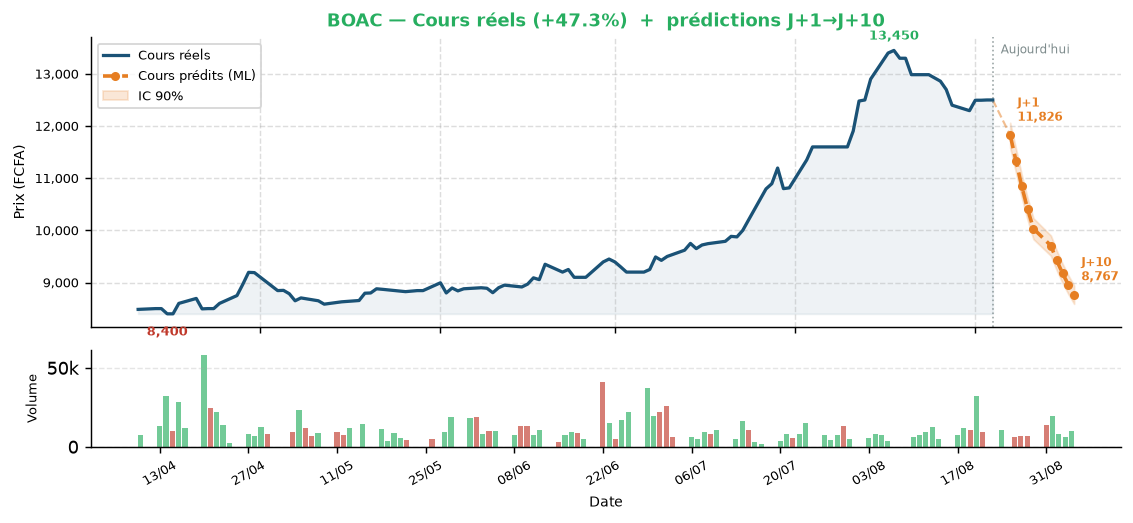 BOAC — Cours réels (+47.3%)  +  prédictions J+1→J+10
13,450
Aujourd'hui
Cours réels
Cours prédits (ML)
IC 90%
J+1
11,826
J+10
8,767
8,400
Prix (FCFA)
13,000
12,000
11,000
10,000
9,000
Volume
50k
0
13/04
27/04
11/05
25/05
08/06
22/06
06/07
20/07
03/08
17/08
31/08
Date